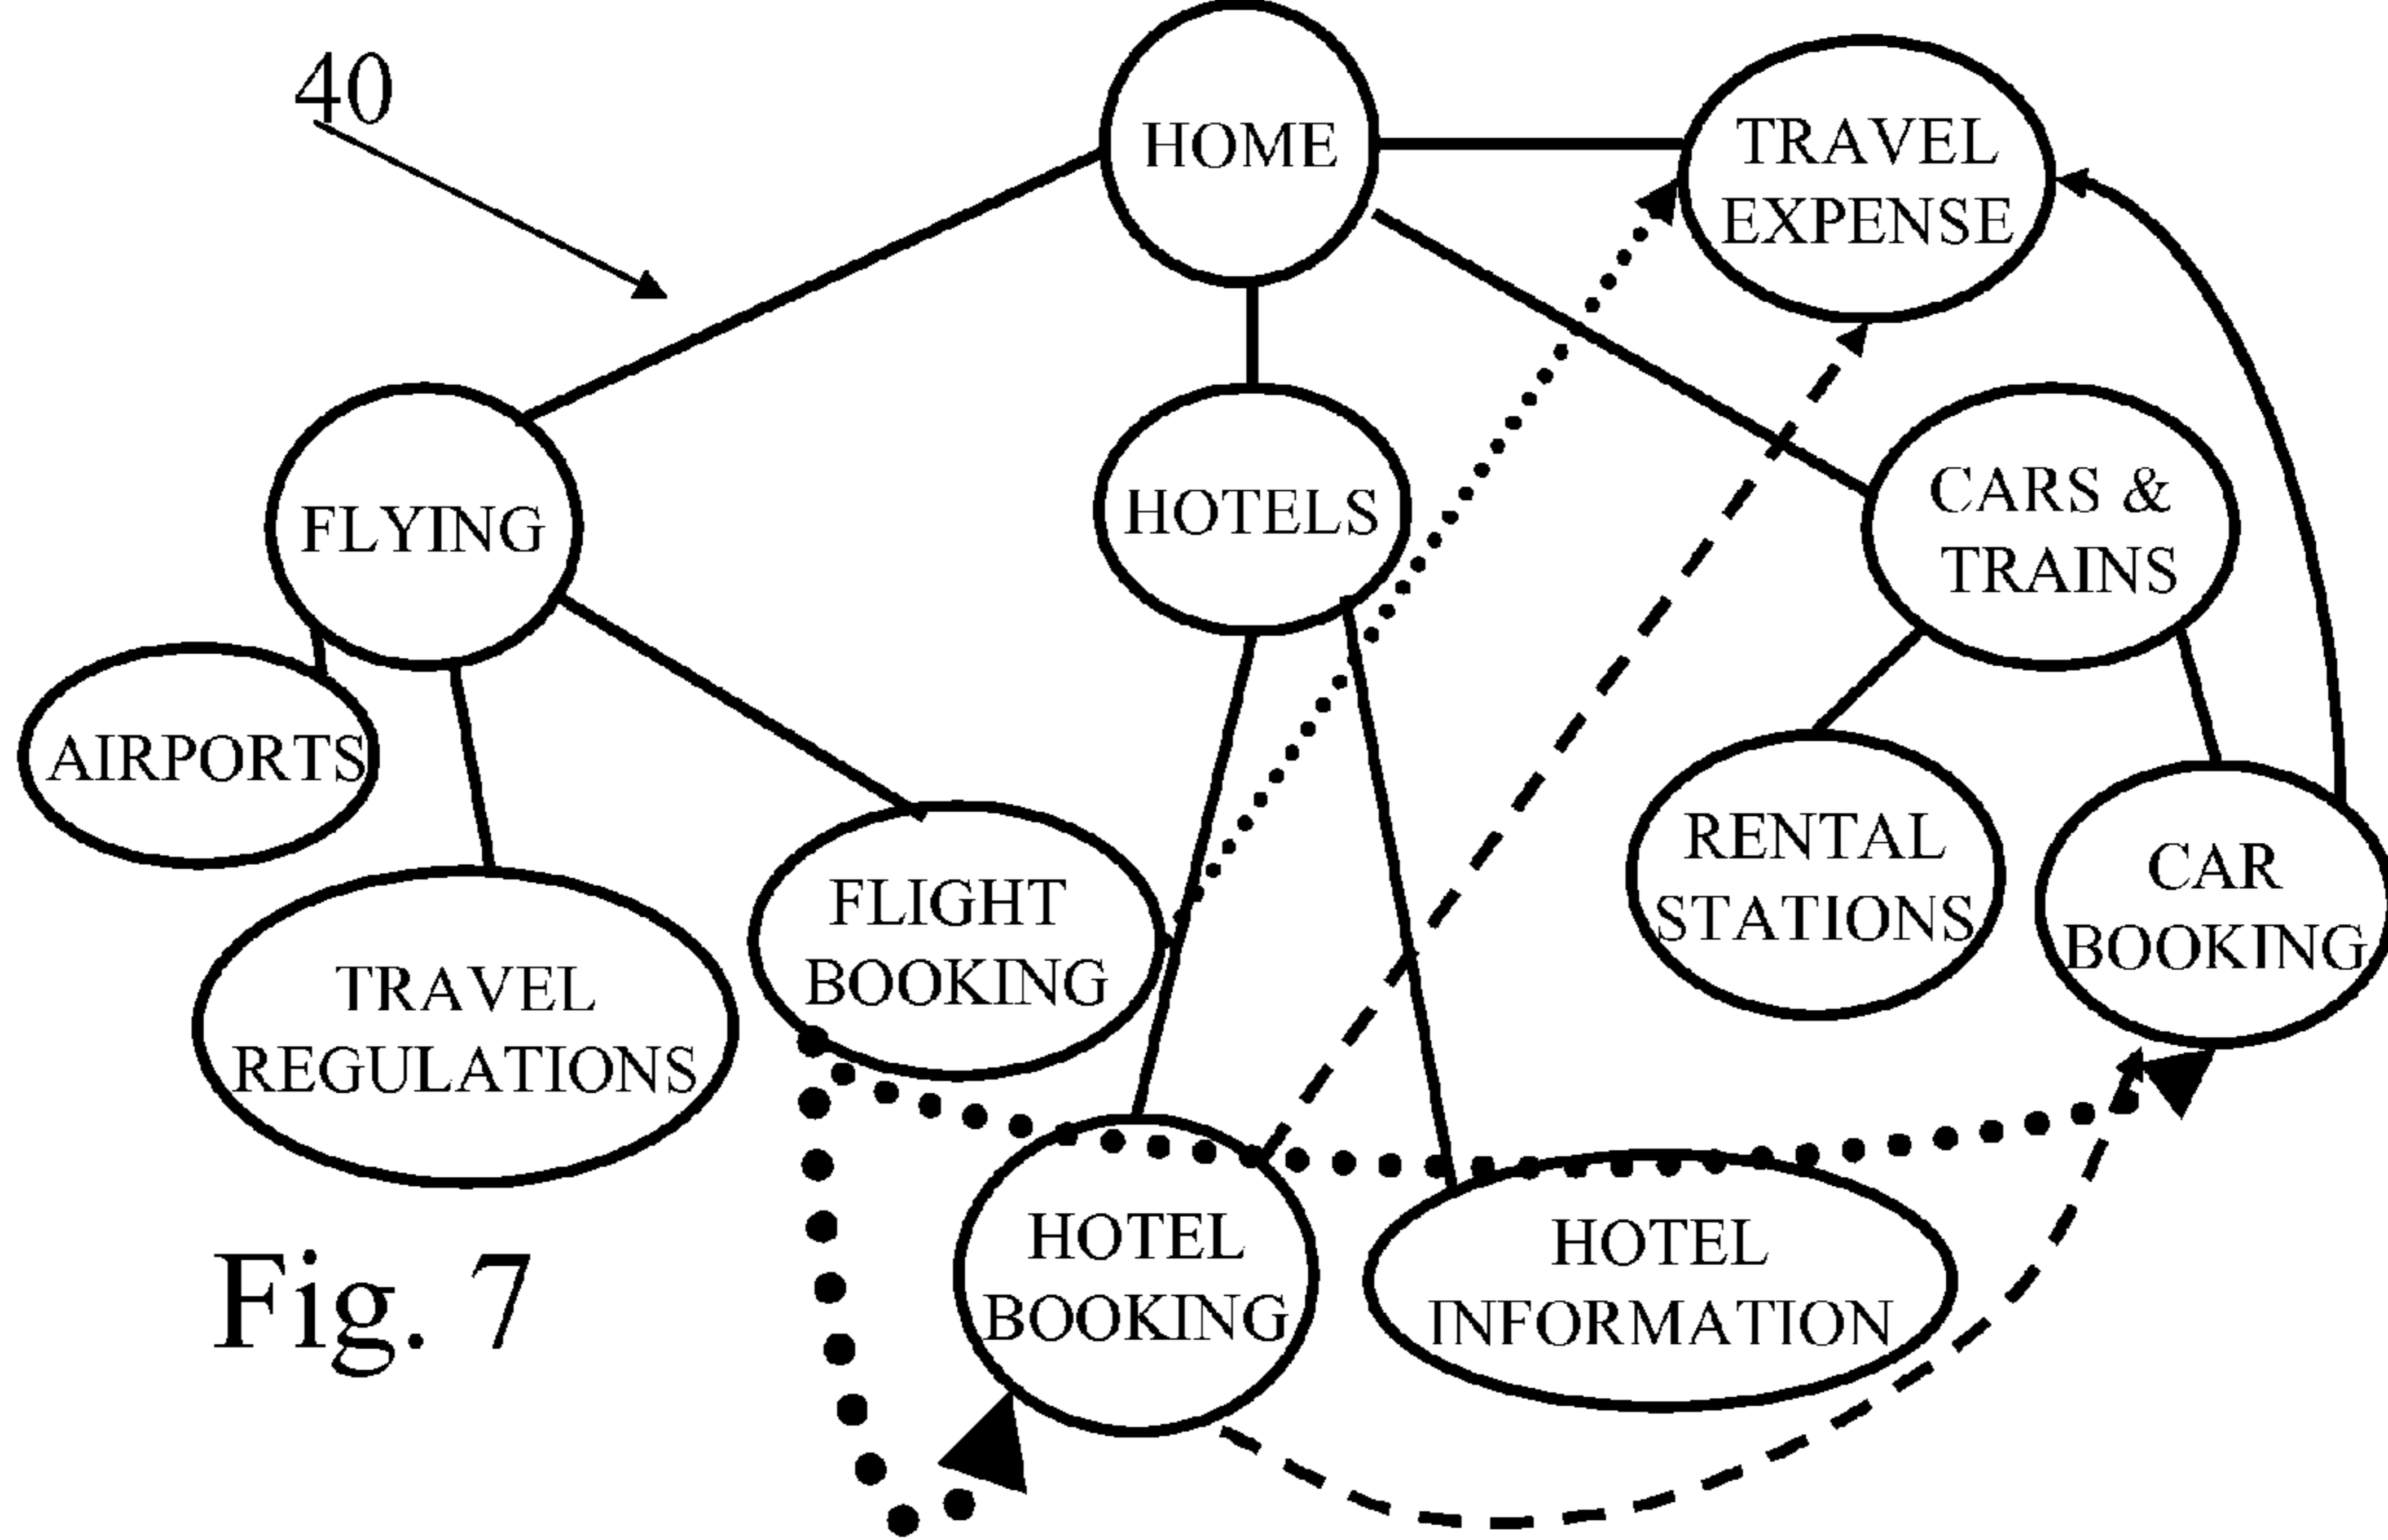 40
HOME
TRAVEL
EXPENSE
FLYING
HOTELS
CARS &
TRAINS
AIRPORTS
RENTAL
STATIONS
CAR
BOOKING
FLIGHT
BOOKING
TRAVEL
REGULATIONS
HOTEL
BOOKING
HOTEL
INFORMATION
Fig. 7